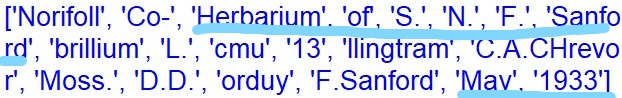 ['Norifoll', 'Co-', 'Herbarium', 'of', 'S.', 'N.', 'F.', 'Sanfo
rd', 'brillium', 'L.', 'cmu', '13', 'llingtram', 'C.A.CHrevo
r', 'Moss.', 'D.D.', 'orduy', 'F.Sanford', 'May', '1933']